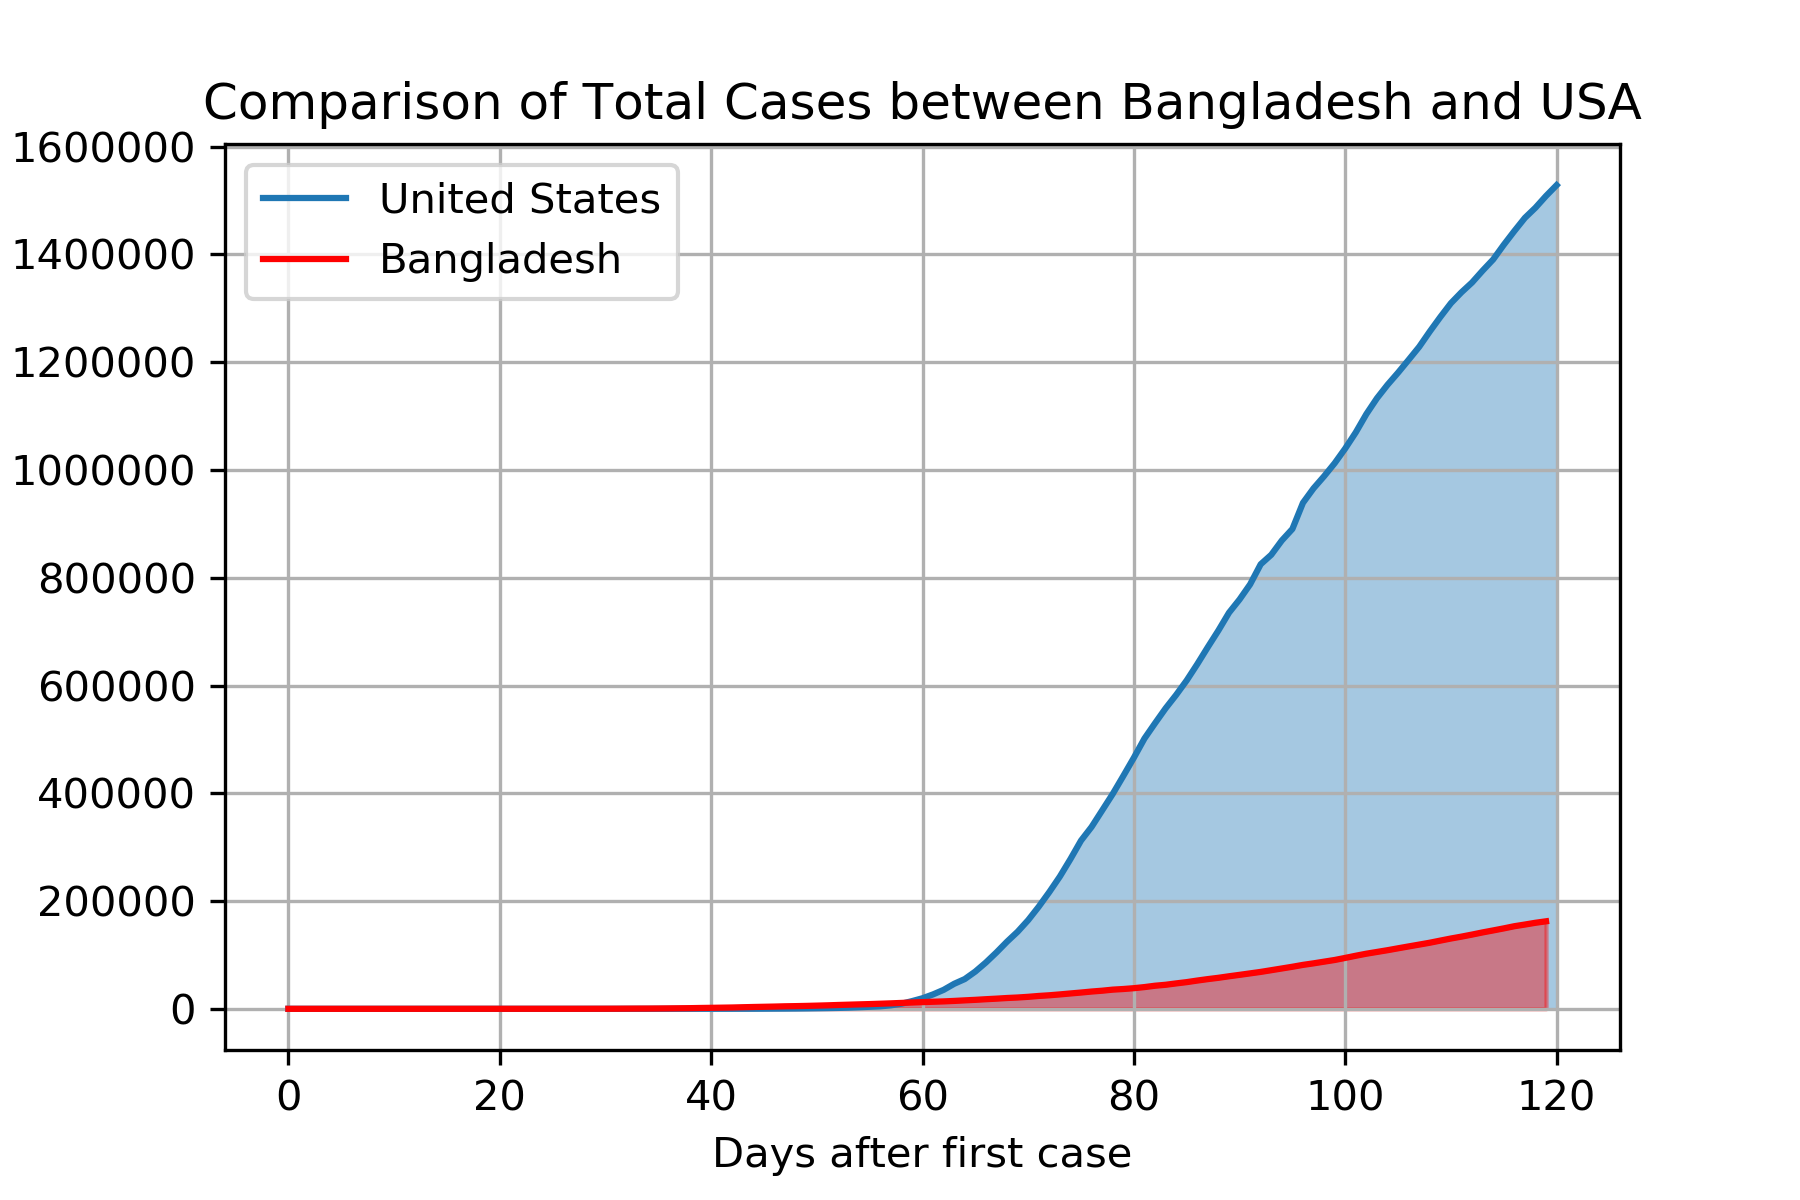 Comparison of Total Cases between Bangladesh and USA
1600000
1400000
1200000
1000000
800000
600000
400000
200000
0
United States
Bangladesh
0 20 40 60 80 100 120
Days after first case